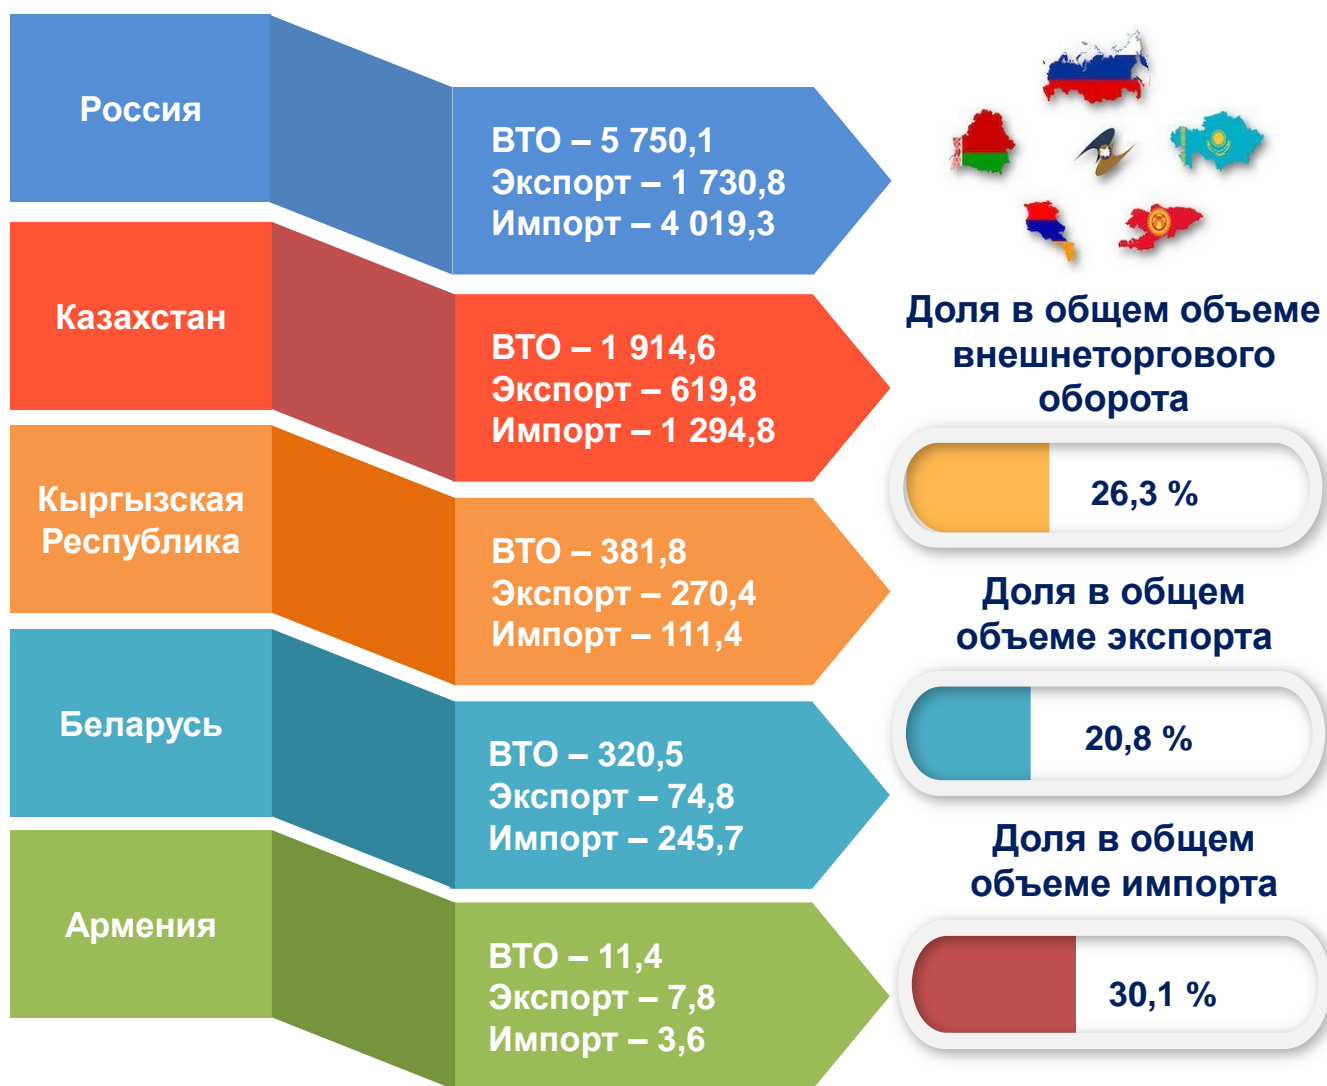 Россия
ВТО – 5 750,1
Экспорт – 1 730,8
Импорт – 4 019,3
Казахстан
ВТО – 1 914,6
Экспорт – 619,8
Импорт – 1 294,8
Кыргызская
Республика
ВТО – 381,8
Экспорт – 270,4
Импорт – 111,4
Беларусь
ВТО – 320,5
Экспорт – 74,8
Импорт – 245,7
Армения
ВТО – 11,4
Экспорт – 7,8
Импорт – 3,6
Доля в общем объеме
внешнеторгового
оборота
26,3 %
Доля в общем
объеме экспорта
20,8 %
Доля в общем
объеме импорта
30,1 %